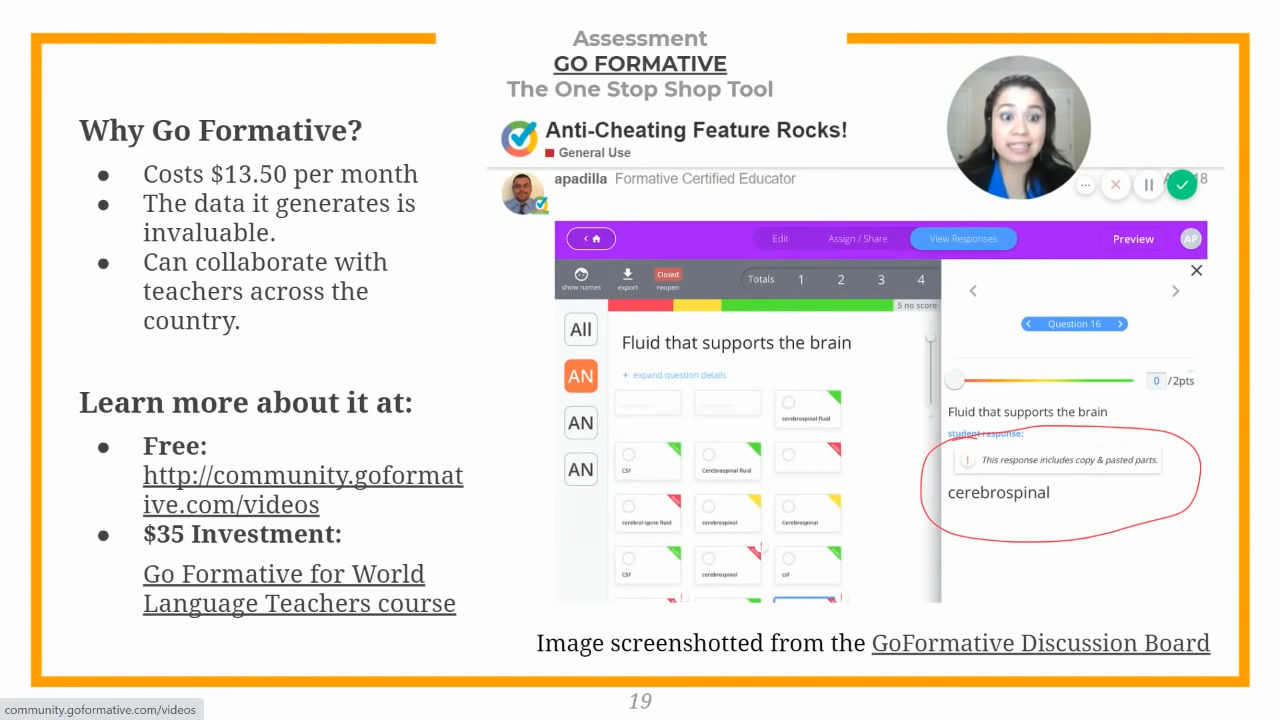 Assessment
GO FORMATIVE
The One Stop Shop Tool
Why Go Formative?
● Costs $13.50 per month
● The data it generates is
invaluable.
● Can collaborate with
teachers across the
country.
Learn more about it at:
● Free:
http://community.goformat
ive.com/videos
● $35 Investment:
Go Formative for World
Language Teachers course
Anti-Cheating Feature Rocks!
General Use
apadilla Formative Certified Educator
18
Edit Assign / Share View Responses Preview AP
show names export Closed reopen Totals 1 2 3 4
5 no score
All
AN
AN
AN
Fluid that supports the brain
+ expand question details
cerebrospinal fluid
CSF Cerebrospinal fluid
cerebral spine fluid cerebrospinal Cerebrospinal
CSF cerebrospinal csf
Question 16
0 /2pts
Fluid that supports the brain
student response:
! This response includes copy & pasted parts.
cerebrospinal
Image screenshotted from the GoFormative Discussion Board
19
community.goformative.com/videos